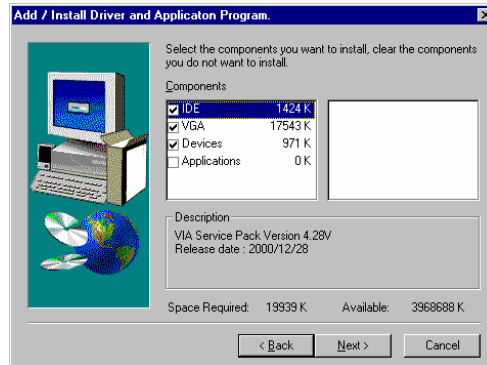 Add / Install Driver and Applicaton Program.
Select the components you want to install, clear the components
you do not want to install.
Components
IDE 1424 K
VGA 17543 K
Devices 971 K
Applications 0 K
Description
VIA Service Pack Version 4.28V
Release date : 2000/12/28
Space Required: 19939 K Available: 3968688 K
< Back Next > Cancel